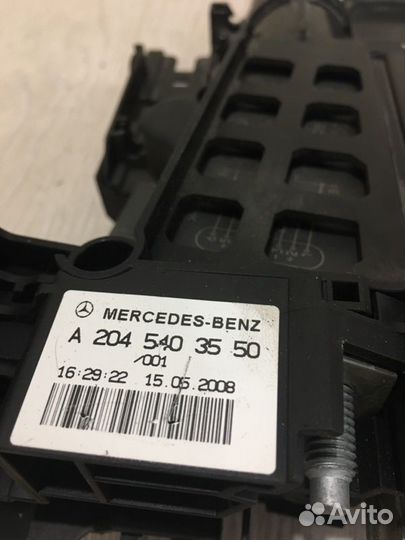 MERCEDES-BENZ
A 204 540 35 50
/001
16:29:22 15.05.2008
Avito